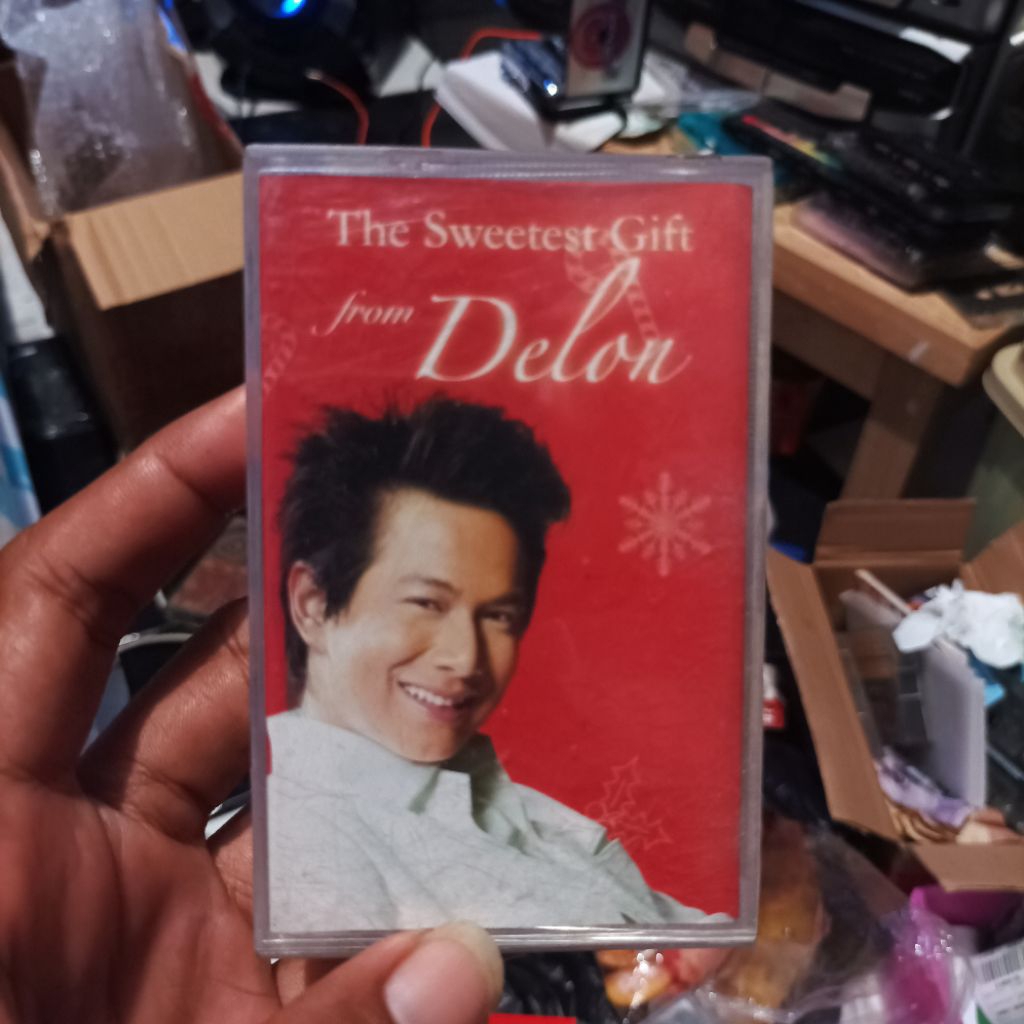 The Sweetest Gift
from Delon